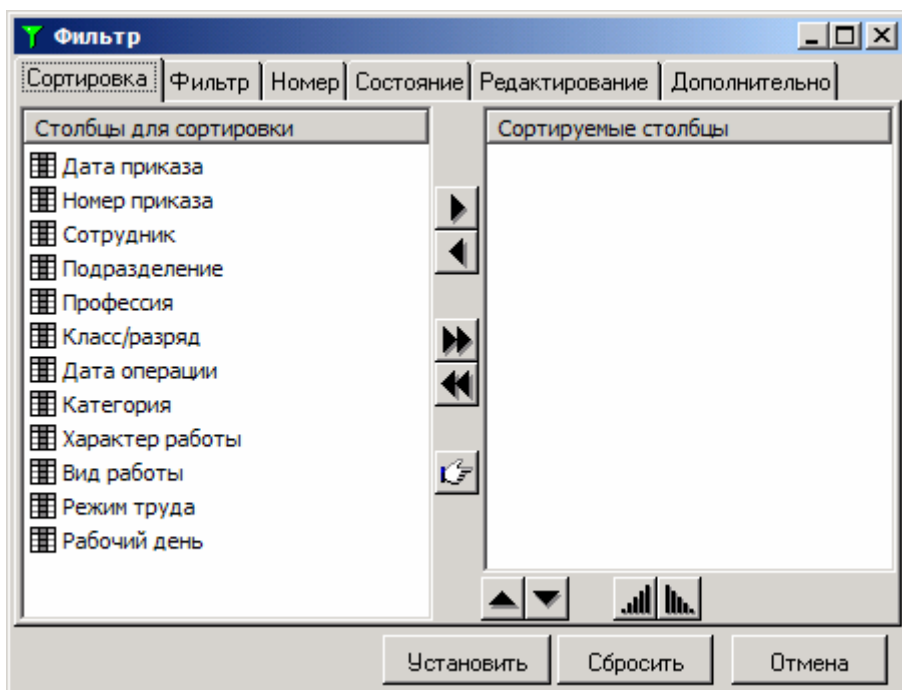 Фильтр
Сортировка Фильтр Номер Состояние Редактирование Дополнительно
Столбцы для сортировки
Дата приказа
Номер приказа
Сотрудник
Подразделение
Профессия
Класс/разряд
Дата операции
Категория
Характер работы
Вид работы
Режим труда
Рабочий день
Сортируемые столбцы
Установить Сбросить Отмена